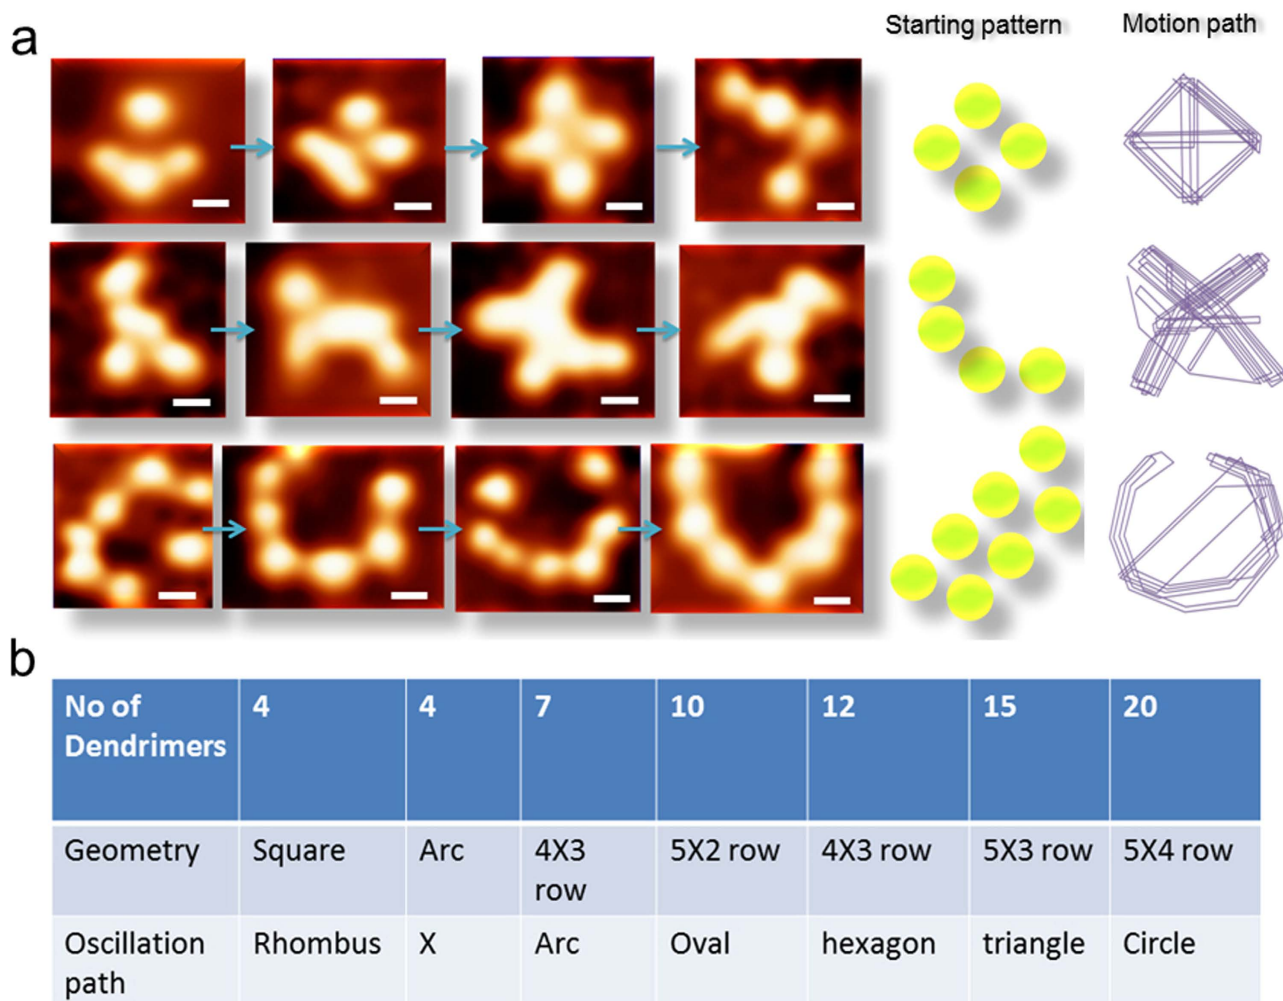 a
Starting pattern
Motion path
b
No of Dendrimers 4 4 7 10 12 15 20
Geometry Square Arc 4X3 row 5X2 row 4X3 row 5X3 row 5X4 row
Oscillation path Rhombus X Arc Oval hexagon triangle Circle